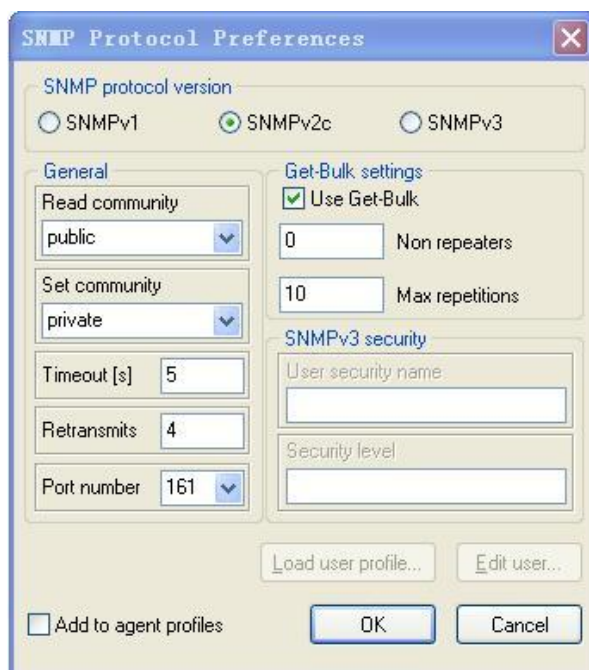 SNMP Protocol Preferences
SNMP protocol version
SNMPv1 SNMPv2c SNMPv3
General
Read community
public
Set community
private
Timeout [s] 5
Retransmits 4
Port number 161
Get-Bulk settings
Use Get-Bulk
0 Non repeaters
10 Max repetitions
SNMPv3 security
User security name
Security level
Load user profile... Edit user...
Add to agent profiles OK Cancel